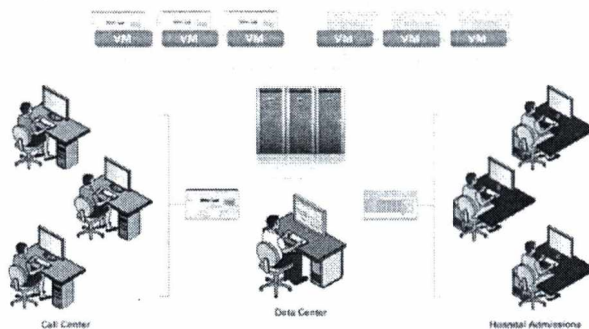 VM VM VM VM VM VM
Data Center
Call Center
Hospital Admissions